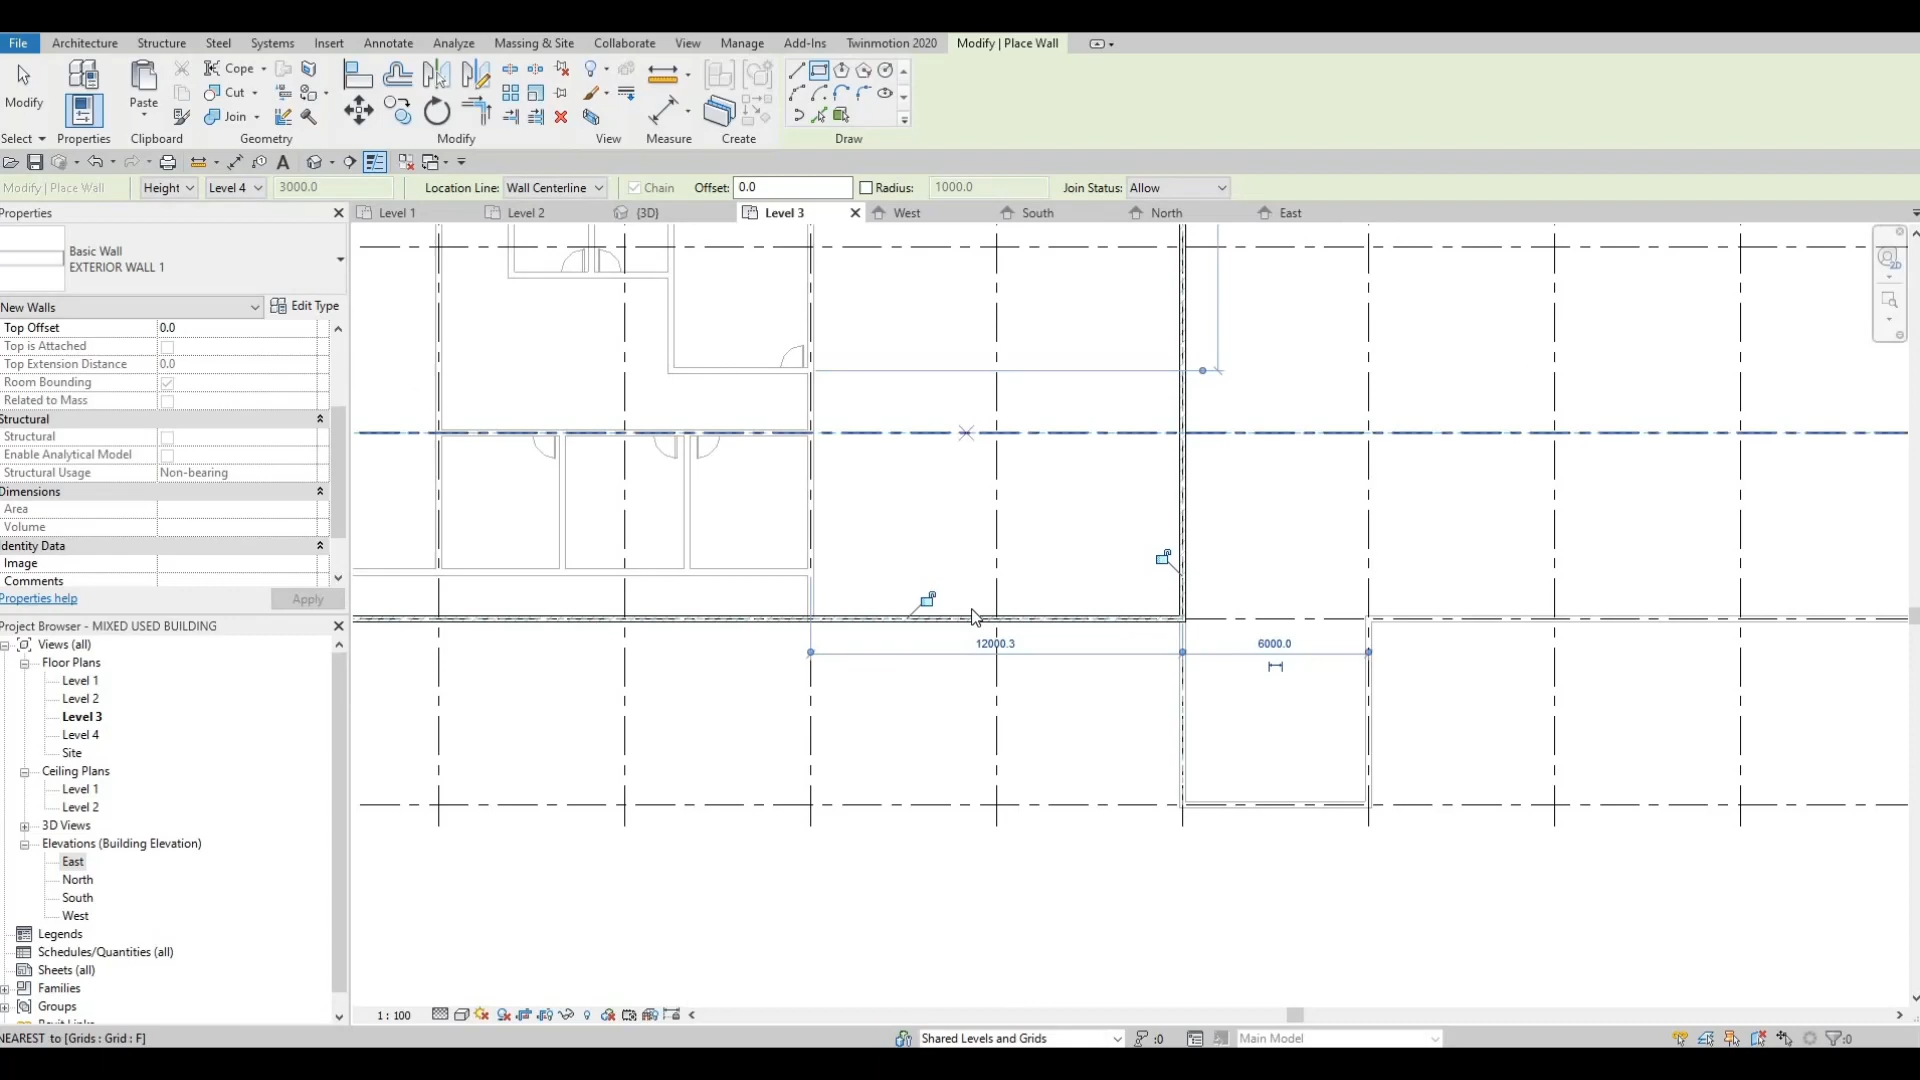 File Architecture Structure Steel Systems Insert Annotate Analyze Massing & Site Collaborate View Manage Add-Ins Twinmotion 2020 Modify | Place Wall
Modify Paste Cope Cut Join
Select Properties Clipboard Geometry Modify View Measure Create Draw
Modify | Place Wall Height Level 4 3000.0 Location Line: Wall Centerline Chain Offset: 0.0 Radius: 1000.0 Join Status: Allow
Properties
Level 1 Level 2 {3D} Level 3 West South North East
Basic Wall
EXTERIOR WALL 1
New Walls Edit Type
Top Offset 0.0
Top is Attached
Top Extension Distance 0.0
Room Bounding
Related to Mass
Structural
Structural
Enable Analytical Model
Structural Usage Non-bearing
Dimensions
Area
Volume
Identity Data
Image
Comments
Properties help Apply
Project Browser - MIXED USED BUILDING
Views (all)
Floor Plans
Level 1
Level 2
Level 3
Level 4
Site
Ceiling Plans
Level 1
Level 2
3D Views
Elevations (Building Elevation)
East
North
South
West
Legends
Schedules/Quantities (all)
Sheets (all)
Families
Groups
12000.3 6000.0
2D
1 : 100
NEAREST to [Grids : Grid : F] Shared Levels and Grids :0 Main Model :0